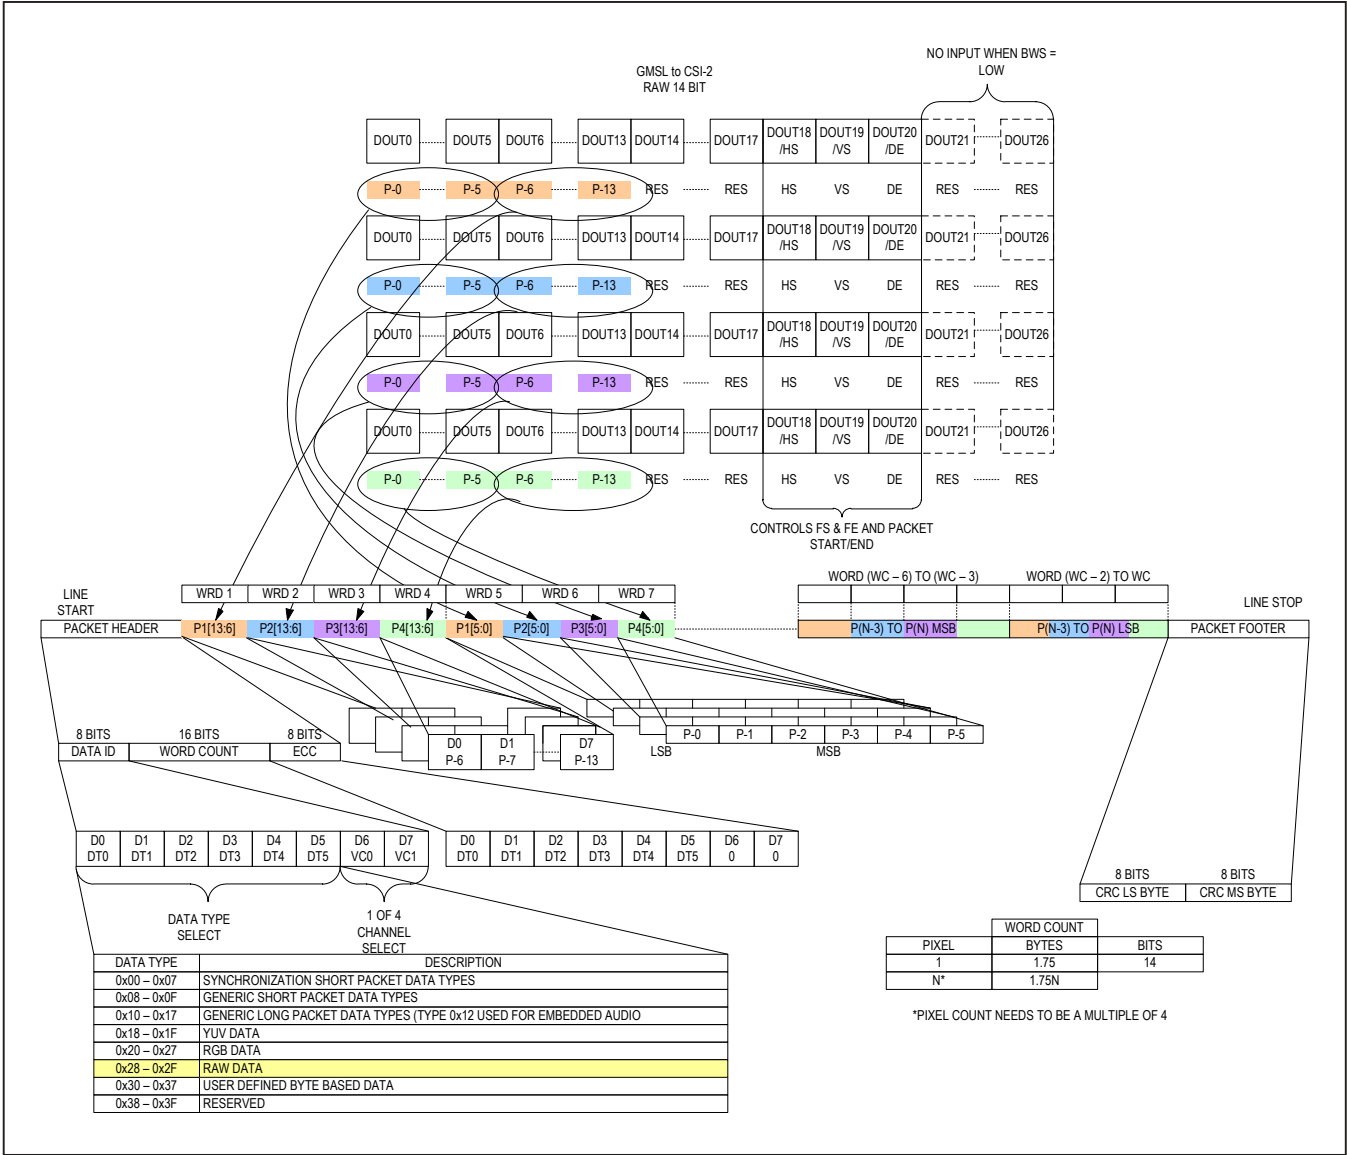 GMSL to CSI-2
RAW 14 BIT
NO INPUT WHEN BWS =
LOW
DOUT0 DOUT5 DOUT6 DOUT13 DOUT14 DOUT17 DOUT18 /HS DOUT19 /VS DOUT20 /DE DOUT21 DOUT26
P-0 P-5 P-6 P-13 RES RES HS VS DE RES RES
DOUT0 DOUT5 DOUT6 DOUT13 DOUT14 DOUT17 DOUT18 /HS DOUT19 /VS DOUT20 /DE DOUT21 DOUT26
P-0 P-5 P-6 P-13 RES RES HS VS DE RES RES
DOUT0 DOUT5 DOUT6 DOUT13 DOUT14 DOUT17 DOUT18 /HS DOUT19 /VS DOUT20 /DE DOUT21 DOUT26
P-0 P-5 P-6 P-13 RES RES HS VS DE RES RES
DOUT0 DOUT5 DOUT6 DOUT13 DOUT14 DOUT17 DOUT18 /HS DOUT19 /VS DOUT20 /DE DOUT21 DOUT26
P-0 P-5 P-6 P-13 RES RES HS VS DE RES RES
CONTROLS FS & FE AND PACKET
START/END
LINE
START
WRD 1 WRD 2 WRD 3 WRD 4 WRD 5 WRD 6 WRD 7
WORD (WC – 6) TO (WC – 3) WORD (WC – 2) TO WC
LINE STOP
PACKET HEADER P1[13:6] P2[13:6] P3[13:6] P4[13:6] P1[5:0] P2[5:0] P3[5:0] P4[5:0] P(N-3) TO P(N) MSB P(N-3) TO P(N) LSB PACKET FOOTER
8 BITS 16 BITS 8 BITS
DATA ID WORD COUNT ECC
D0 D1 D7
P-6 P-7 P-13
P-0 P-1 P-2 P-3 P-4 P-5
LSB MSB
D0 D1 D2 D3 D4 D5 D6 D7
DT0 DT1 DT2 DT3 DT4 DT5 VC0 VC1
D0 D1 D2 D3 D4 D5 D6 D7
DT0 DT1 DT2 DT3 DT4 DT5 0 0
DATA TYPE
SELECT
1 OF 4
CHANNEL
SELECT
8 BITS 8 BITS
CRC LS BYTE CRC MS BYTE
WORD COUNT
PIXEL BYTES BITS
1 1.75 14
N* 1.75N
*PIXEL COUNT NEEDS TO BE A MULTIPLE OF 4
DATA TYPE DESCRIPTION
0x00 – 0x07 SYNCHRONIZATION SHORT PACKET DATA TYPES
0x08 – 0x0F GENERIC SHORT PACKET DATA TYPES
0x10 – 0x17 GENERIC LONG PACKET DATA TYPES (TYPE 0x12 USED FOR EMBEDDED AUDIO
0x18 – 0x1F YUV DATA
0x20 – 0x27 RGB DATA
0x28 – 0x2F RAW DATA
0x30 – 0x37 USER DEFINED BYTE BASED DATA
0x38 – 0x3F RESERVED